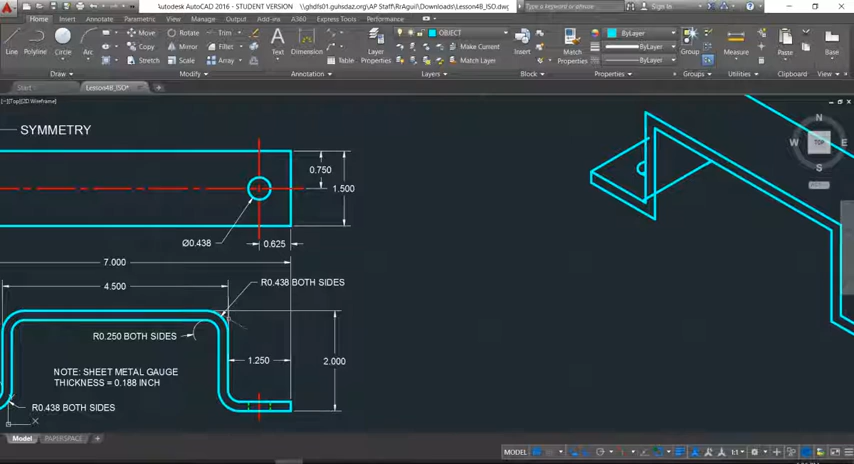 Autodesk AutoCAD 2016 - STUDENT VERSION \\ghdfs01.guhsdaz.org\AP Staff\RrAguil\Downloads\Lesson4B_ISO.dwg
Type a keyword or phrase
Sign In
Home Insert Annotate Parametric View Manage Output Add-ins A360 Express Tools Featured Apps
Line Polyline Circle Arc
Move Rotate Trim
Copy Mirror Fillet
Stretch Scale Array
Text Dimension
Table
Layer Properties
OBJECT
Make Current
Match Layer
Insert
Match Properties
ByLayer
ByLayer
ByLayer
Group
Measure
Paste
Base
Draw Modify Annotation Layers Block Properties Groups Utilities Clipboard View
Start Lesson4B_ISO*
[-][Top][2D Wireframe]
SYMMETRY
N
W TOP E
S
0.750
1.500
Ø0.438
0.625
7.000
4.500
R0.438 BOTH SIDES
R0.250 BOTH SIDES
1.250
2.000
NOTE: SHEET METAL GAUGE
THICKNESS = 0.188 INCH
R0.438 BOTH SIDES
X
Model PAPERSPACE +
MODEL 1:1